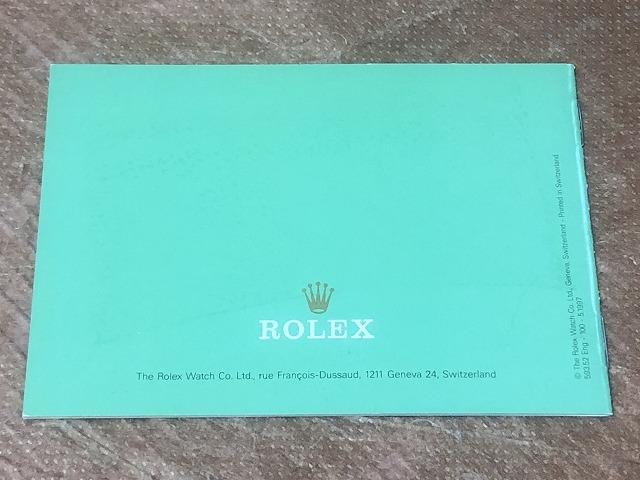 ROLEX
The Rolex Watch Co. Ltd., rue François-Dussaud, 1211 Geneva 24, Switzerland
© The Rolex Watch Co. Ltd., Geneva, Switzerland - Printed in Switzerland
593.52 Eng - 100 - 5.1997